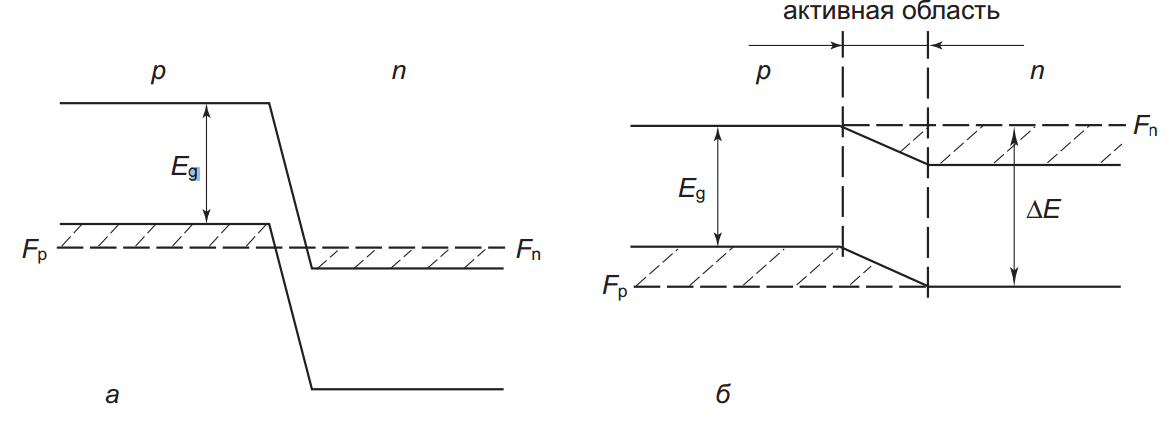 активная область
p n
p n
E_g
F_p F_n
а
F_n
E_g
ΔE
F_p
б